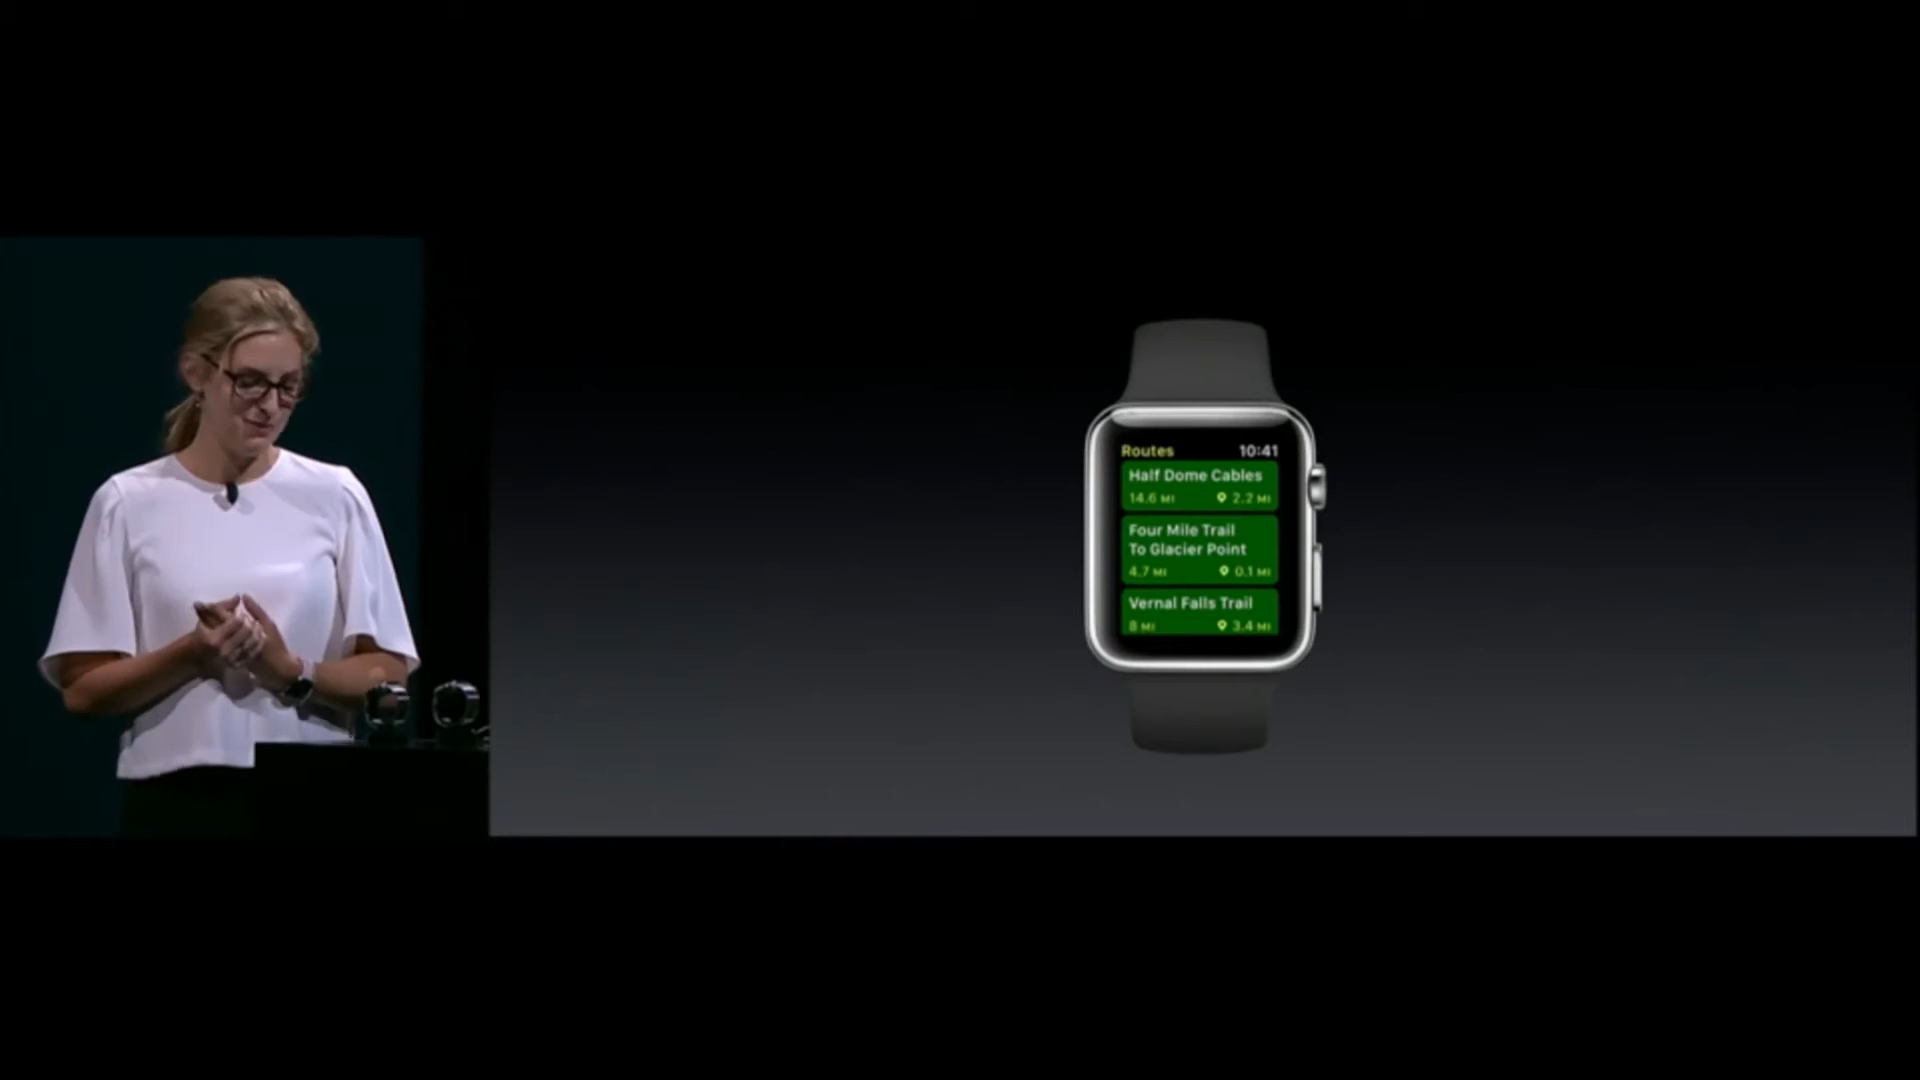 Routes 10:41
Half Dome Cables
14.6 MI 2.2 MI
Four Mile Trail
To Glacier Point
4.7 MI 0.1 MI
Vernal Falls Trail
8 MI 3.4 MI